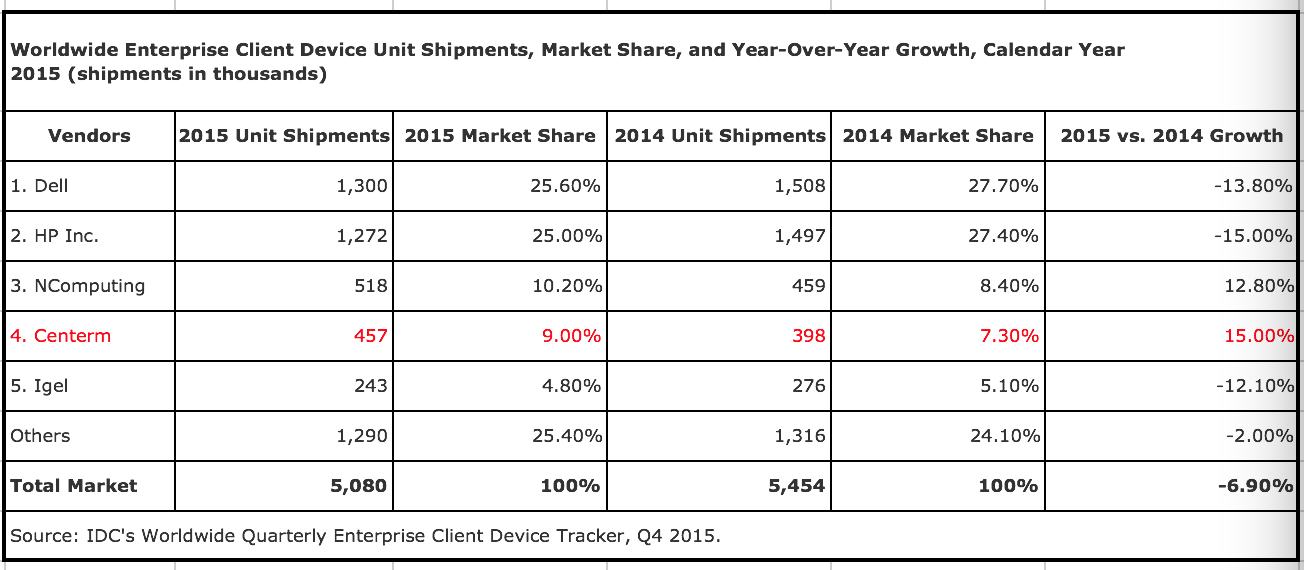 Worldwide Enterprise Client Device Unit Shipments, Market Share, and Year-Over-Year Growth, Calendar Year
2015 (shipments in thousands)
Vendors 2015 Unit Shipments 2015 Market Share 2014 Unit Shipments 2014 Market Share 2015 vs. 2014 Growth
1. Dell 1,300 25.60% 1,508 27.70% -13.80%
2. HP Inc. 1,272 25.00% 1,497 27.40% -15.00%
3. NComputing 518 10.20% 459 8.40% 12.80%
4. Centerm 457 9.00% 398 7.30% 15.00%
5. Igel 243 4.80% 276 5.10% -12.10%
Others 1,290 25.40% 1,316 24.10% -2.00%
Total Market 5,080 100% 5,454 100% -6.90%
Source: IDC's Worldwide Quarterly Enterprise Client Device Tracker, Q4 2015.